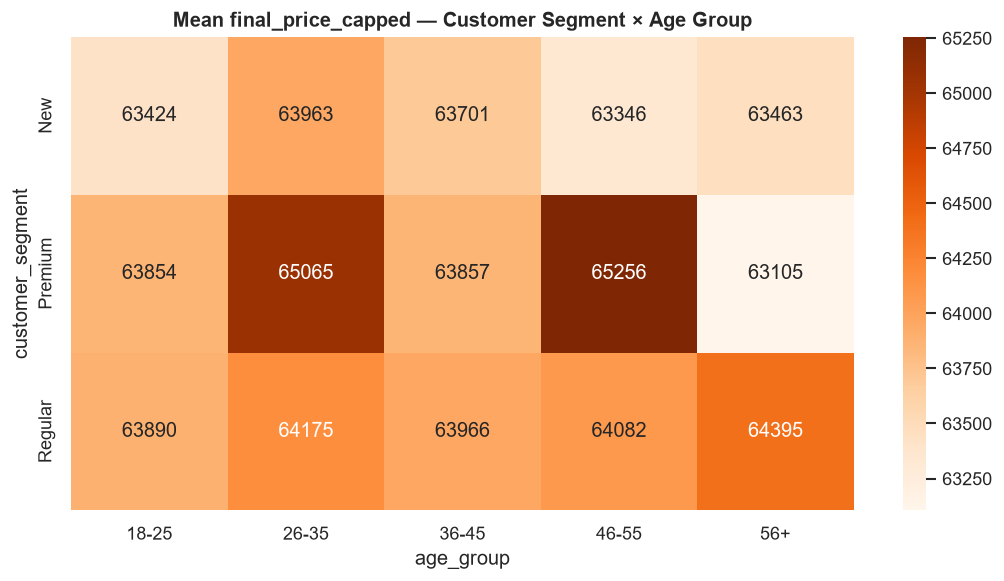 Mean final_price_capped — Customer Segment × Age Group
customer_segment
New
63424 63963 63701 63346 63463
Premium
63854 65065 63857 65256 63105
Regular
63890 64175 63966 64082 64395
18-25 26-35 36-45 46-55 56+
age_group
65250
65000
64750
64500
64250
64000
63750
63500
63250